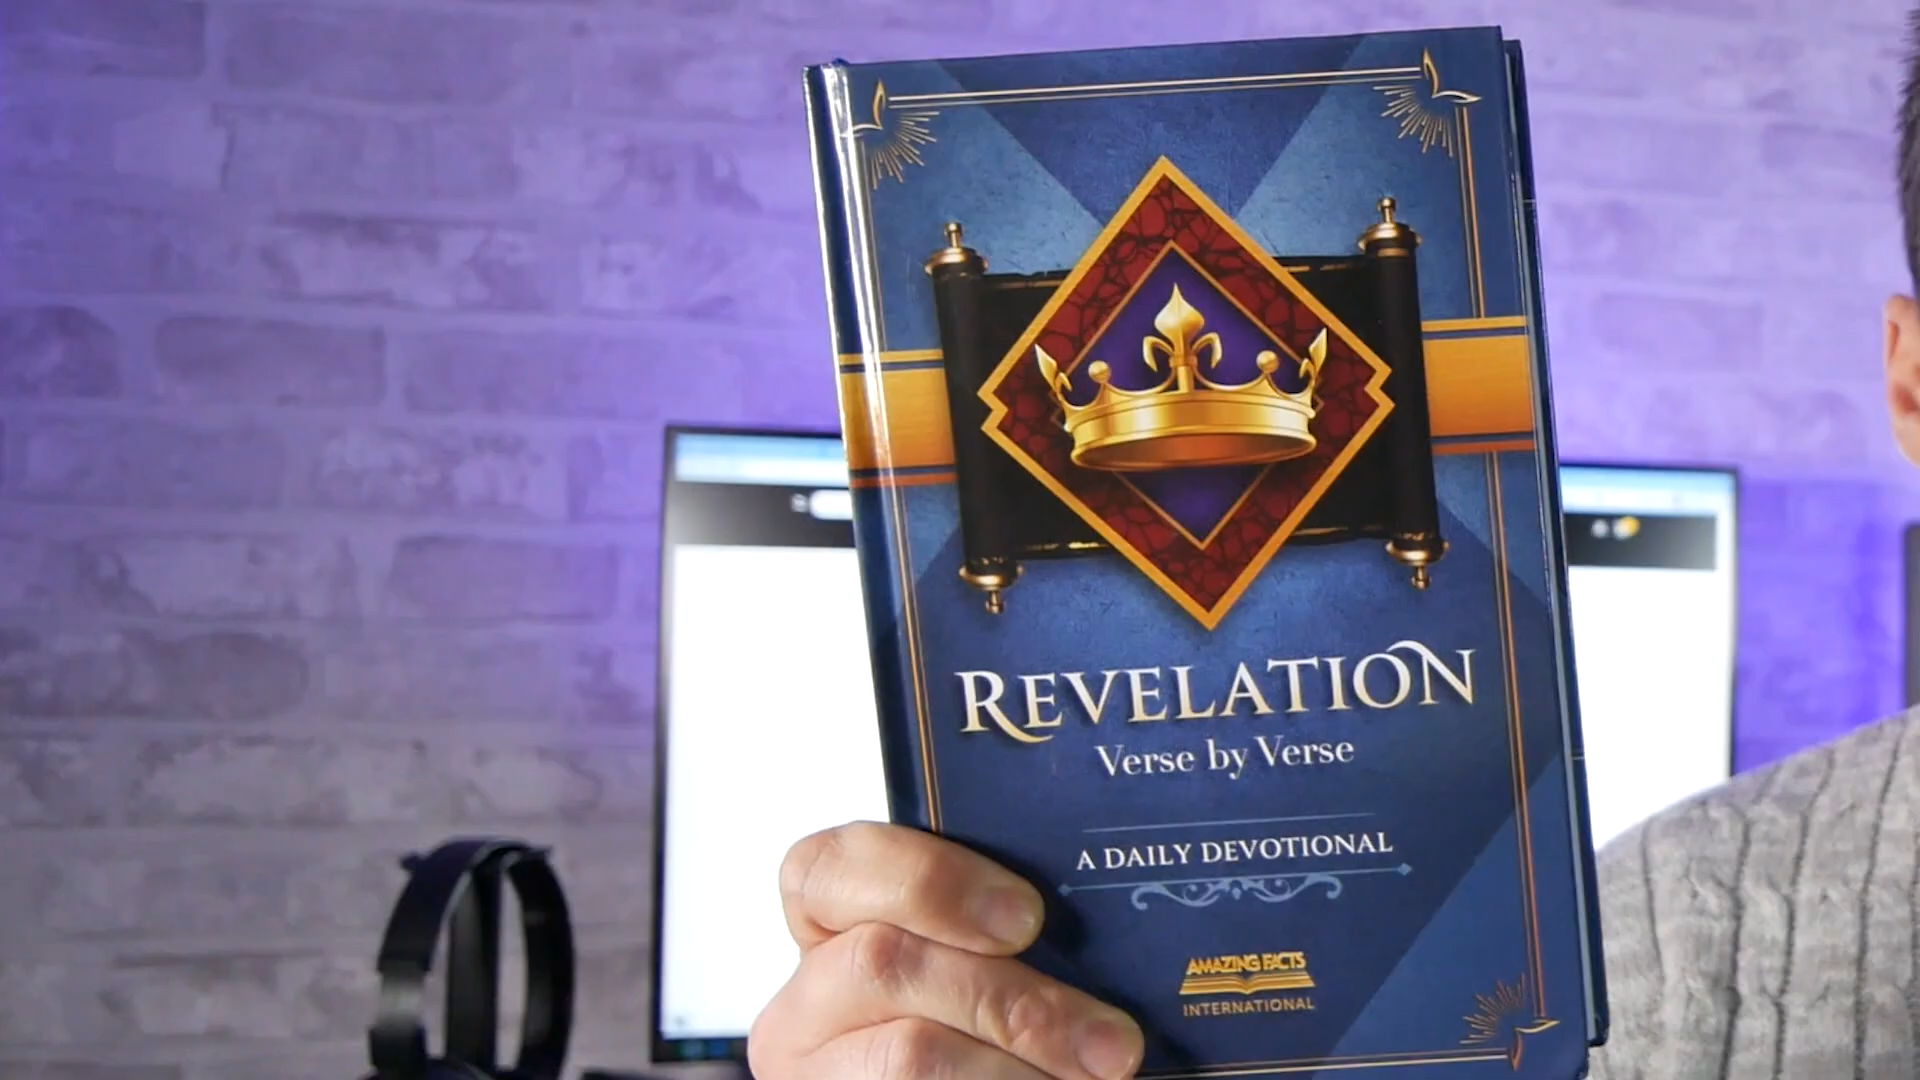 REVELATION
Verse by Verse
A DAILY DEVOTIONAL
AMAZING FACTS
INTERNATIONAL